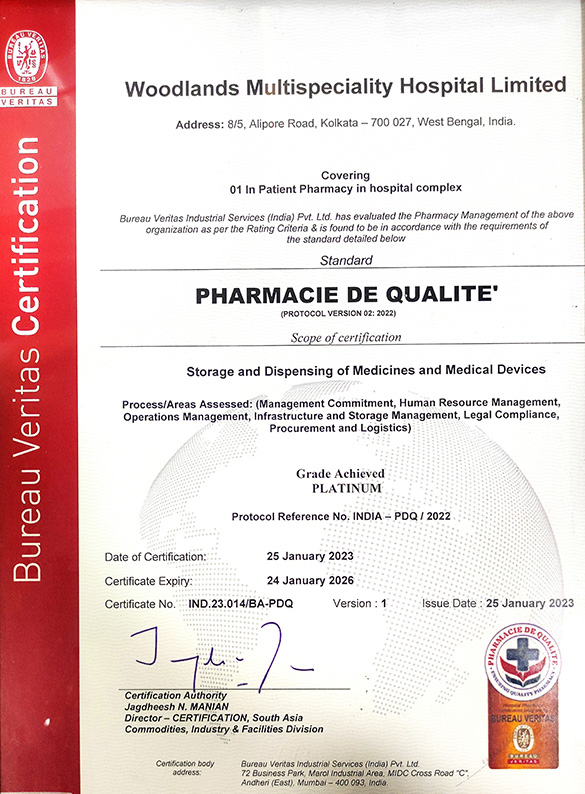 BUREAU VERITAS
1828
BUREAU
VERITAS
Bureau Veritas Certification
Woodlands Multispeciality Hospital Limited
Address: 8/5, Alipore Road, Kolkata – 700 027, West Bengal, India.
Covering
01 In Patient Pharmacy in hospital complex
Bureau Veritas Industrial Services (India) Pvt. Ltd. has evaluated the Pharmacy Management of the above
organization as per the Rating Criteria & is found to be in accordance with the requirements of
the standard detailed below
Standard
PHARMACIE DE QUALITE'
(PROTOCOL VERSION 02: 2022)
Scope of certification
Storage and Dispensing of Medicines and Medical Devices
Process/Areas Assessed: (Management Commitment, Human Resource Management,
Operations Management, Infrastructure and Storage Management, Legal Compliance,
Procurement and Logistics)
Grade Achieved
PLATINUM
Protocol Reference No. INDIA – PDQ / 2022
Date of Certification: 25 January 2023
Certificate Expiry: 24 January 2026
Certificate No. IND.23.014/BA-PDQ Version : 1 Issue Date : 25 January 2023
Certification Authority
Jagdheesh N. MANIAN
Director – CERTIFICATION, South Asia
Commodities, Industry & Facilities Division
PHARMACIE DE QUALITE
ENSURING QUALITY PHARMACY
BUREAU VERITAS
BUREAU
VERITAS
Certification body
address:
Bureau Veritas Industrial Services (India) Pvt. Ltd.
72 Business Park, Marol Industrial Area, MIDC Cross Road "C",
Andheri (East), Mumbai – 400 093, India.